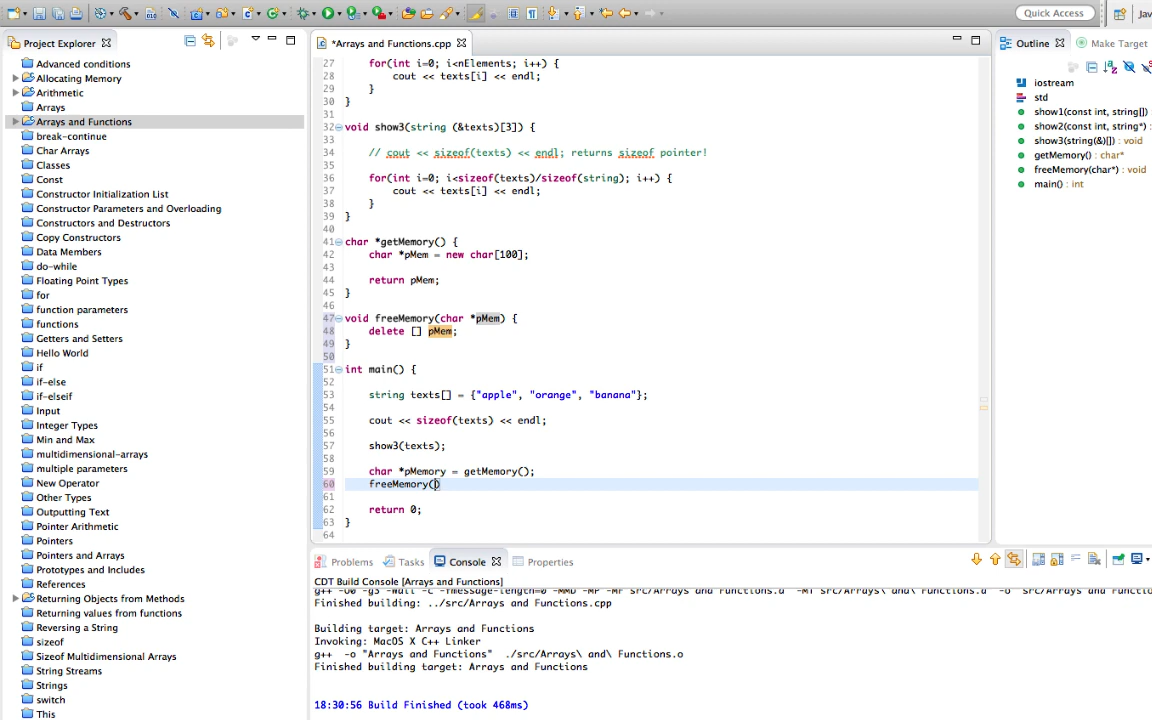 Quick Access
Jav
Project Explorer
*Arrays and Functions.cpp
Outline
Make Target
Advanced conditions
Allocating Memory
Arithmetic
Arrays
Arrays and Functions
break-continue
Char Arrays
Classes
Const
Constructor Initialization List
Constructor Parameters and Overloading
Constructors and Destructors
Copy Constructors
Data Members
do-while
Floating Point Types
for
function parameters
functions
Getters and Setters
Hello World
if
if-else
if-elseif
Input
Integer Types
Min and Max
multidimensional-arrays
multiple parameters
New Operator
Other Types
Outputting Text
Pointer Arithmetic
Pointers
Pointers and Arrays
Prototypes and Includes
References
Returning Objects from Methods
Returning values from functions
Reversing a String
sizeof
Sizeof Multidimensional Arrays
String Streams
Strings
switch
This
27 for(int i=0; i<nElements; i++) {
28 cout << texts[i] << endl;
29 }
30 }
31
32 void show3(string (&texts)[3]) {
33
34 // cout << sizeof(texts) << endl; returns sizeof pointer!
35
36 for(int i=0; i<sizeof(texts)/sizeof(string); i++) {
37 cout << texts[i] << endl;
38 }
39 }
40
41 char *getMemory() {
42 char *pMem = new char[100];
43
44 return pMem;
45 }
46
47 void freeMemory(char *pMem) {
48 delete [] pMem;
49 }
50
51 int main() {
52
53 string texts[] = {"apple", "orange", "banana"};
54
55 cout << sizeof(texts) << endl;
56
57 show3(texts);
58
59 char *pMemory = getMemory();
60 freeMemory()
61
62 return 0;
63 }
64
iostream
std
show1(const int, string[])
show2(const int, string*)
show3(string(&)[]) : void
getMemory() : char*
freeMemory(char*) : void
main() : int
Problems
Tasks
Console
Properties
CDT Build Console [Arrays and Functions]
Finished building: ../src/Arrays and Functions.cpp
Building target: Arrays and Functions
Invoking: MacOS X C++ Linker
g++ -o "Arrays and Functions" ./src/Arrays\ and\ Functions.o
Finished building target: Arrays and Functions
18:30:56 Build Finished (took 468ms)